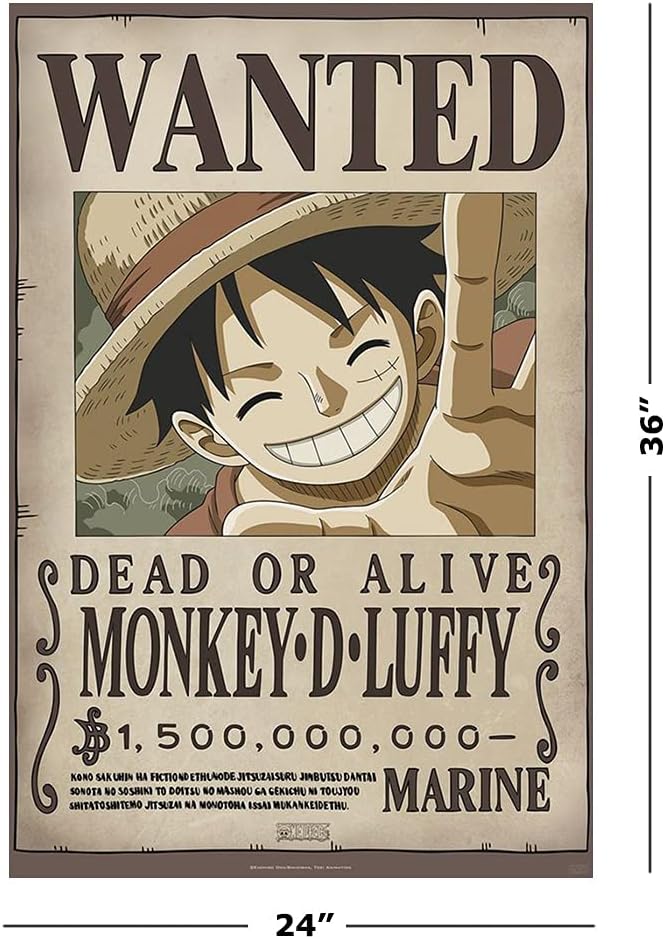 WANTED
DEAD OR ALIVE
MONKEY•D•LUFFY
฿1,500,000,000–
KONO SAKUHIN HA FICTIONDETHUNODE JITSUZAISURU JINBUTSU DANTAI
SONOTA NO SOSHIKI TO DOITSU NO MASHOU GA GEKICHU NI TOUJYOU
SHITATOSHITEMO JITSUZAI NA MONOTOHA ISSAI MUKANKEIDETHU.
MARINE
ONE PIECE
36”
24”